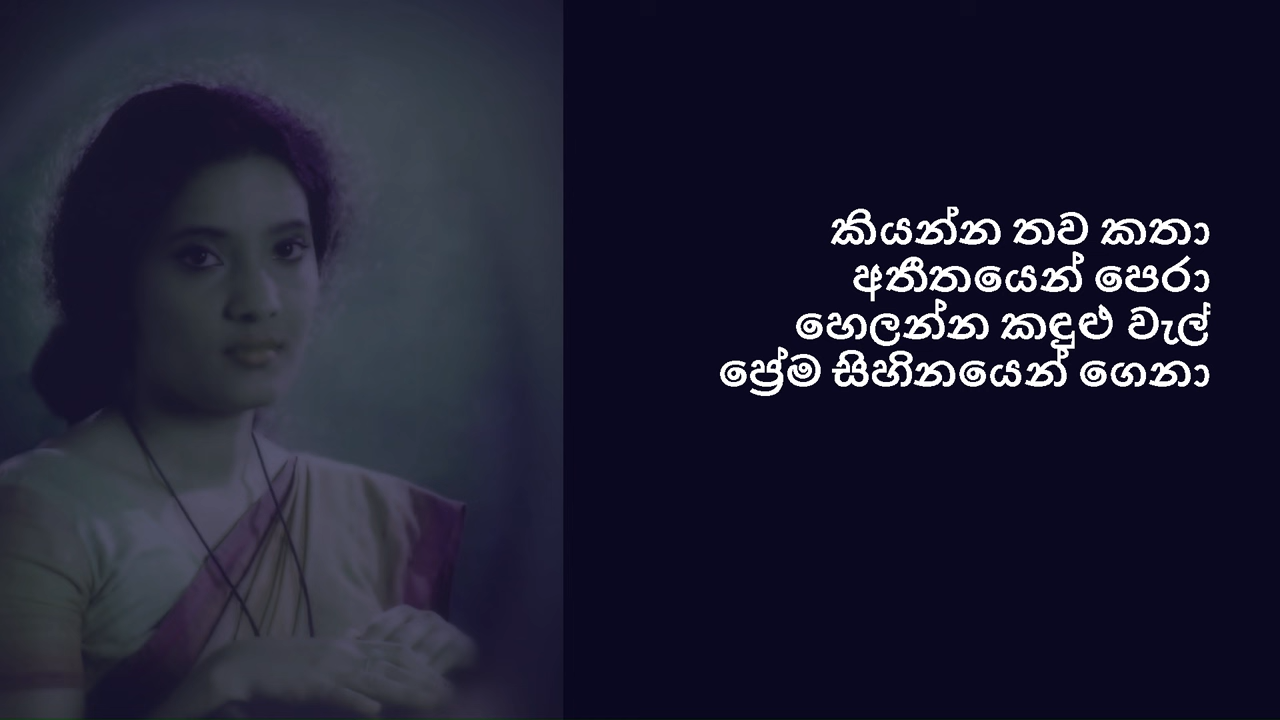 කියන්න තව කතා
අතීතයෙන් පෙරා
හෙලන්න කඳුළු වැල්
ප්‍රේම සිහිනයෙන් ගෙනා